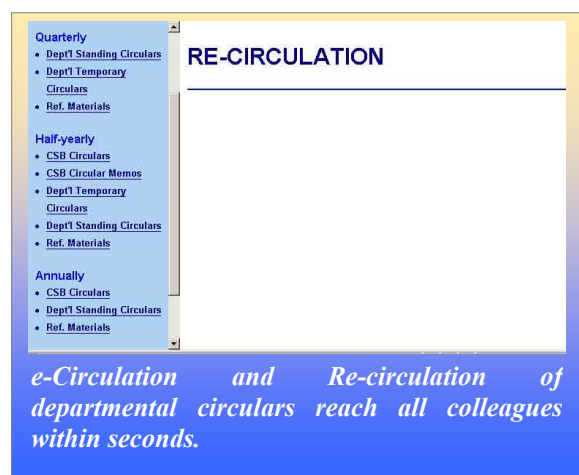 Quarterly
• Dept'l Standing Circulars
• Dept'l Temporary
Circulars
• Ref. Materials
Half-yearly
• CSB Circulars
• CSB Circular Memos
• Dept'l Temporary
Circulars
• Dept'l Standing Circulars
• Ref. Materials
Annually
• CSB Circulars
• Dept'l Standing Circulars
• Ref. Materials
RE-CIRCULATION
e-Circulation and Re-circulation of
departmental circulars reach all colleagues
within seconds.